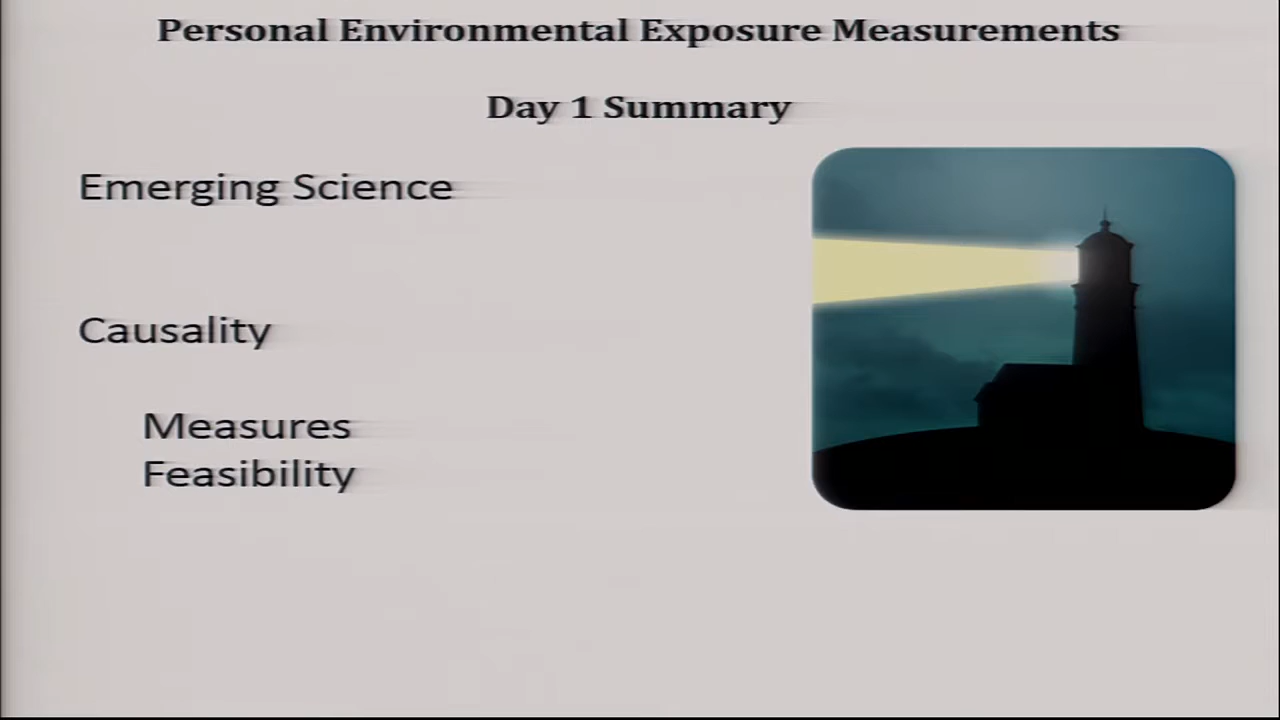 Personal Environmental Exposure Measurements
Day 1 Summary
Emerging Science
Causality
Measures
Feasibility